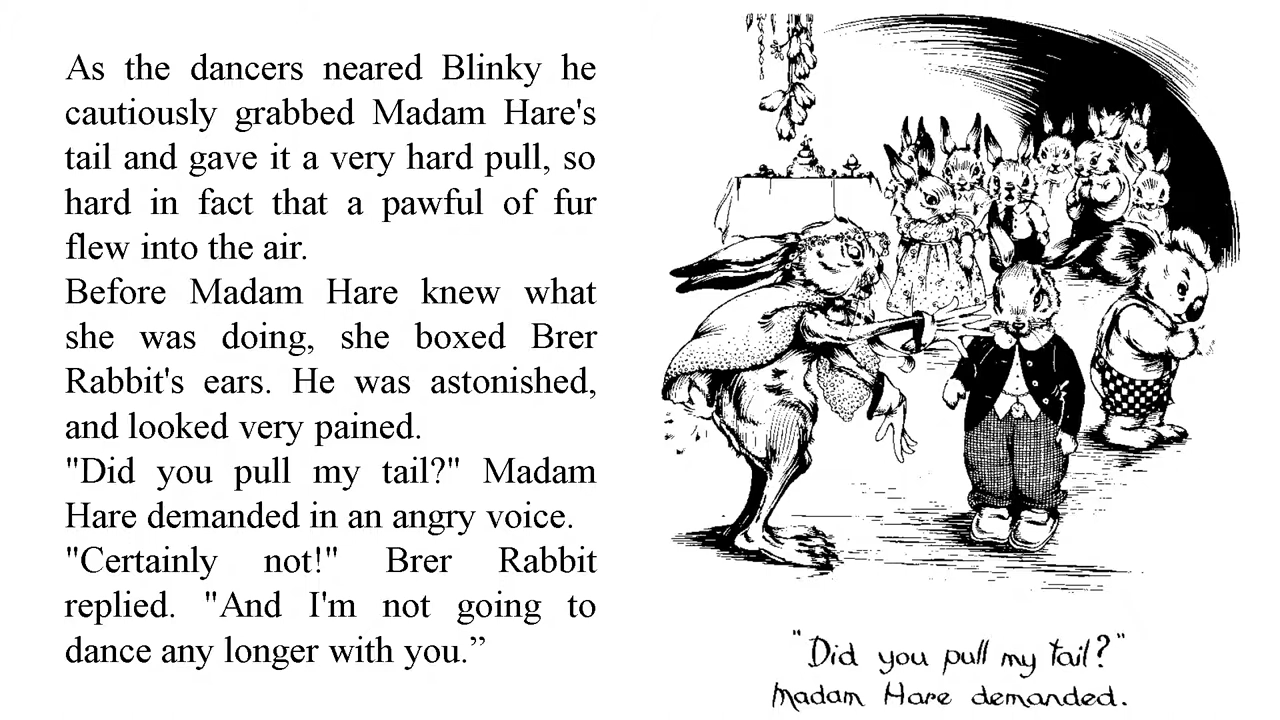 As the dancers neared Blinky he
cautiously grabbed Madam Hare's
tail and gave it a very hard pull, so
hard in fact that a pawful of fur
flew into the air.
Before Madam Hare knew what
she was doing, she boxed Brer
Rabbit's ears. He was astonished,
and looked very pained.
"Did you pull my tail?" Madam
Hare demanded in an angry voice.
"Certainly not!" Brer Rabbit
replied. "And I'm not going to
dance any longer with you.”
"Did you pull my tail?"
Madam Hare demanded.